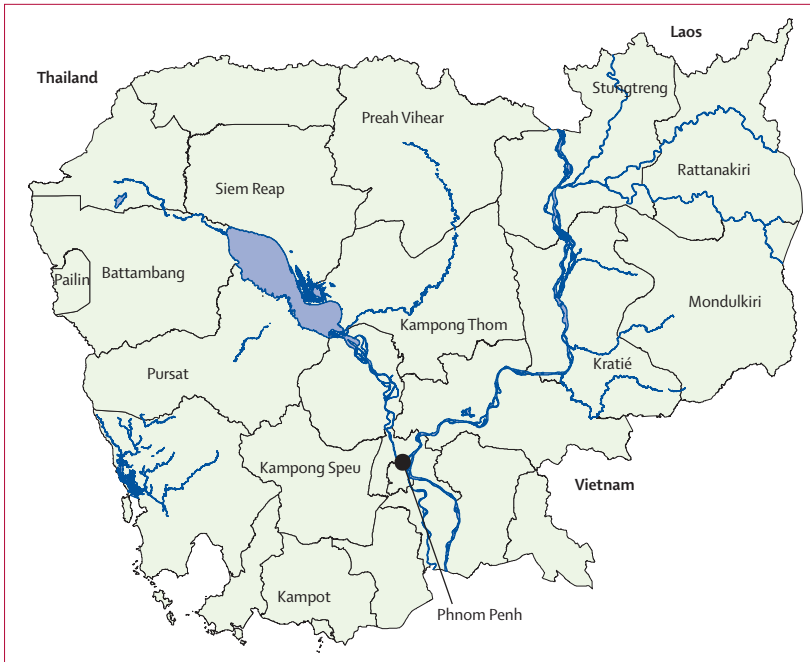 Laos
Thailand
Stungtreng
Preah Vihear
Rattanakiri
Siem Reap
Battambang
Pailin
Mondulkiri
Kampong Thom
Kratié
Pursat
Kampong Speu
Vietnam
Kampot
Phnom Penh